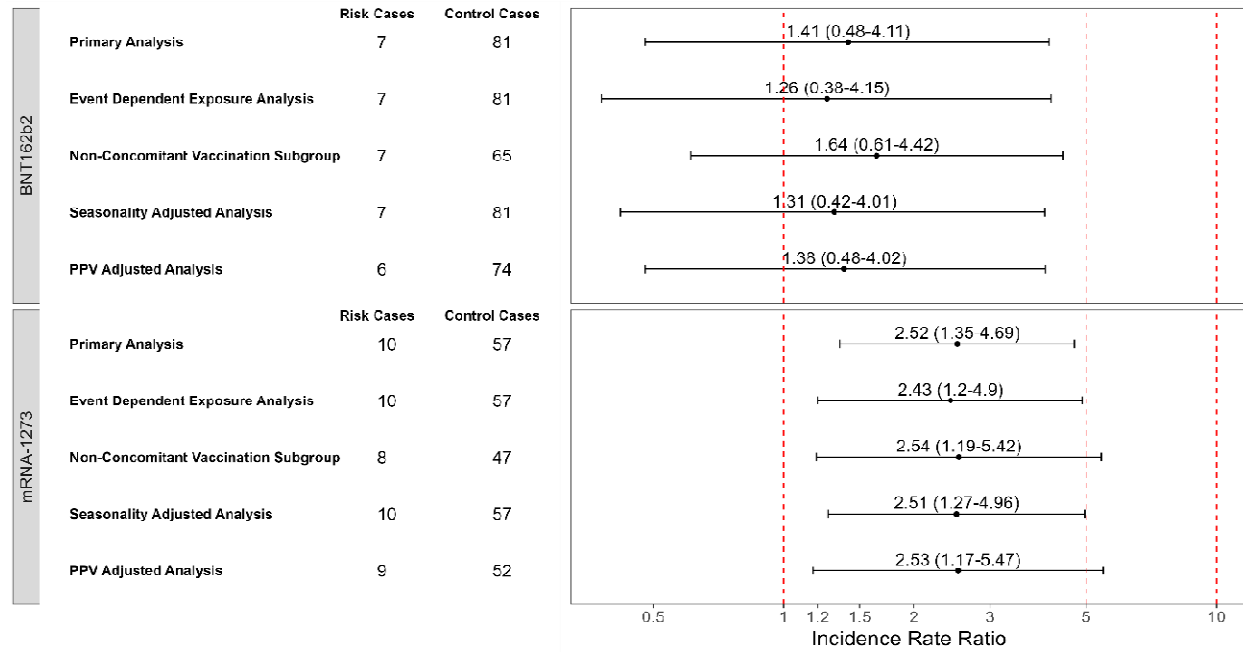 BNT162b2
Risk Cases Control Cases
Primary Analysis 7 81 1.41 (0.48-4.11)
Event Dependent Exposure Analysis 7 81 1.26 (0.38-4.15)
Non-Concomitant Vaccination Subgroup 7 65 1.64 (0.61-4.42)
Seasonality Adjusted Analysis 7 81 1.31 (0.42-4.01)
PPV Adjusted Analysis 6 74 1.38 (0.48-4.02)
mRNA-1273
Risk Cases Control Cases
Primary Analysis 10 57 2.52 (1.35-4.69)
Event Dependent Exposure Analysis 10 57 2.43 (1.2-4.9)
Non-Concomitant Vaccination Subgroup 8 47 2.54 (1.19-5.42)
Seasonality Adjusted Analysis 10 57 2.51 (1.27-4.96)
PPV Adjusted Analysis 9 52 2.53 (1.17-5.47)
0.5 1 1.2 1.5 2 3 5 10
Incidence Rate Ratio